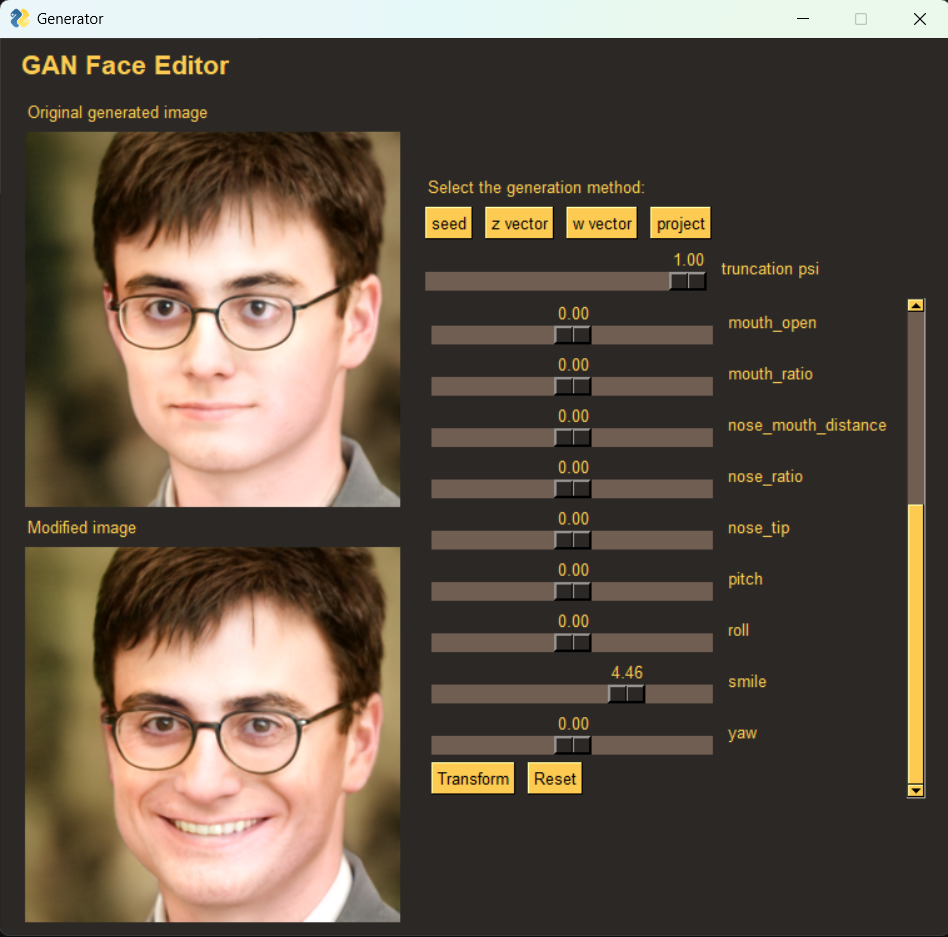 Generator
GAN Face Editor
Original generated image
Select the generation method:
seed z vector w vector project
1.00
truncation psi
0.00
mouth_open
0.00
mouth_ratio
0.00
nose_mouth_distance
0.00
nose_ratio
0.00
nose_tip
0.00
pitch
0.00
roll
4.46
smile
0.00
yaw
Transform Reset
Modified image